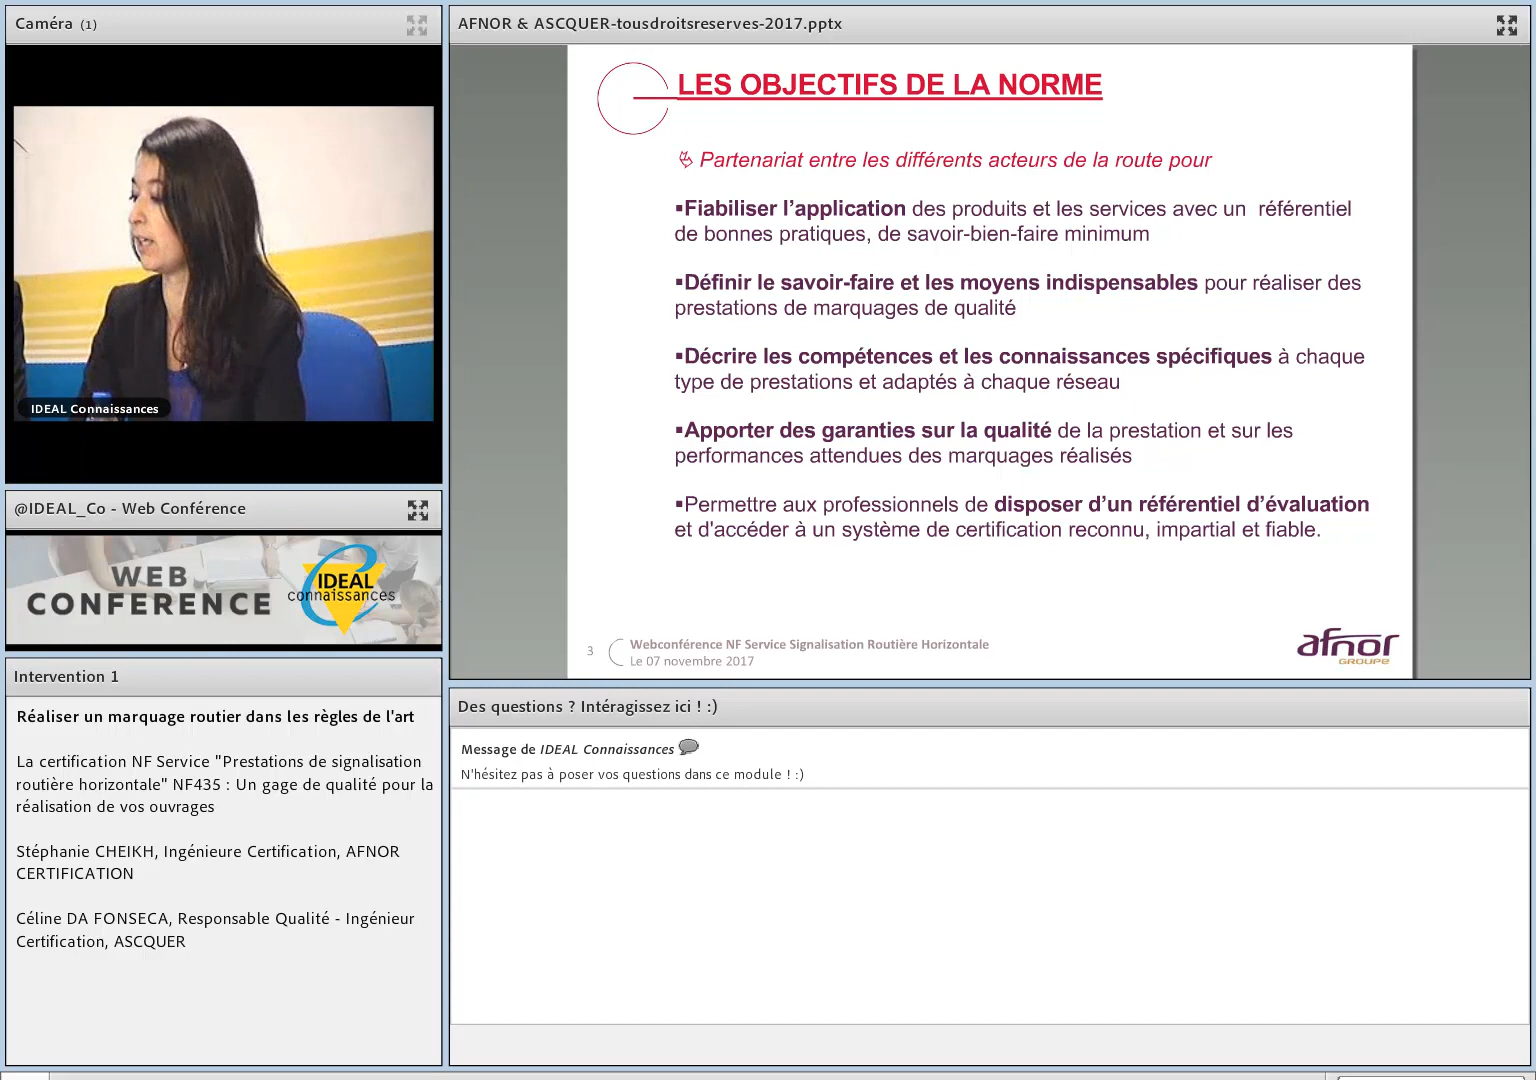 Caméra (1)
IDEAL Connaissances
@IDEAL_Co - Web Conférence
WEB
CONFERENCE
IDEAL
connaissances
Intervention 1
Réaliser un marquage routier dans les règles de l'art
La certification NF Service "Prestations de signalisation
routière horizontale" NF435 : Un gage de qualité pour la
réalisation de vos ouvrages
Stéphanie CHEIKH, Ingénieure Certification, AFNOR
CERTIFICATION
Céline DA FONSECA, Responsable Qualité - Ingénieur
Certification, ASCQUER
AFNOR & ASCQUER-tousdroitsreserves-2017.pptx
LES OBJECTIFS DE LA NORME
Partenariat entre les différents acteurs de la route pour
▪Fiabiliser l’application des produits et les services avec un référentiel
de bonnes pratiques, de savoir-bien-faire minimum
▪Définir le savoir-faire et les moyens indispensables pour réaliser des
prestations de marquages de qualité
▪Décrire les compétences et les connaissances spécifiques à chaque
type de prestations et adaptés à chaque réseau
▪Apporter des garanties sur la qualité de la prestation et sur les
performances attendues des marquages réalisés
▪Permettre aux professionnels de disposer d’un référentiel d’évaluation
et d'accéder à un système de certification reconnu, impartial et fiable.
3
Webconférence NF Service Signalisation Routière Horizontale
Le 07 novembre 2017
afnor
GROUPE
Des questions ? Intéragissez ici ! :)
Message de IDEAL Connaissances
N'hésitez pas à poser vos questions dans ce module ! :)